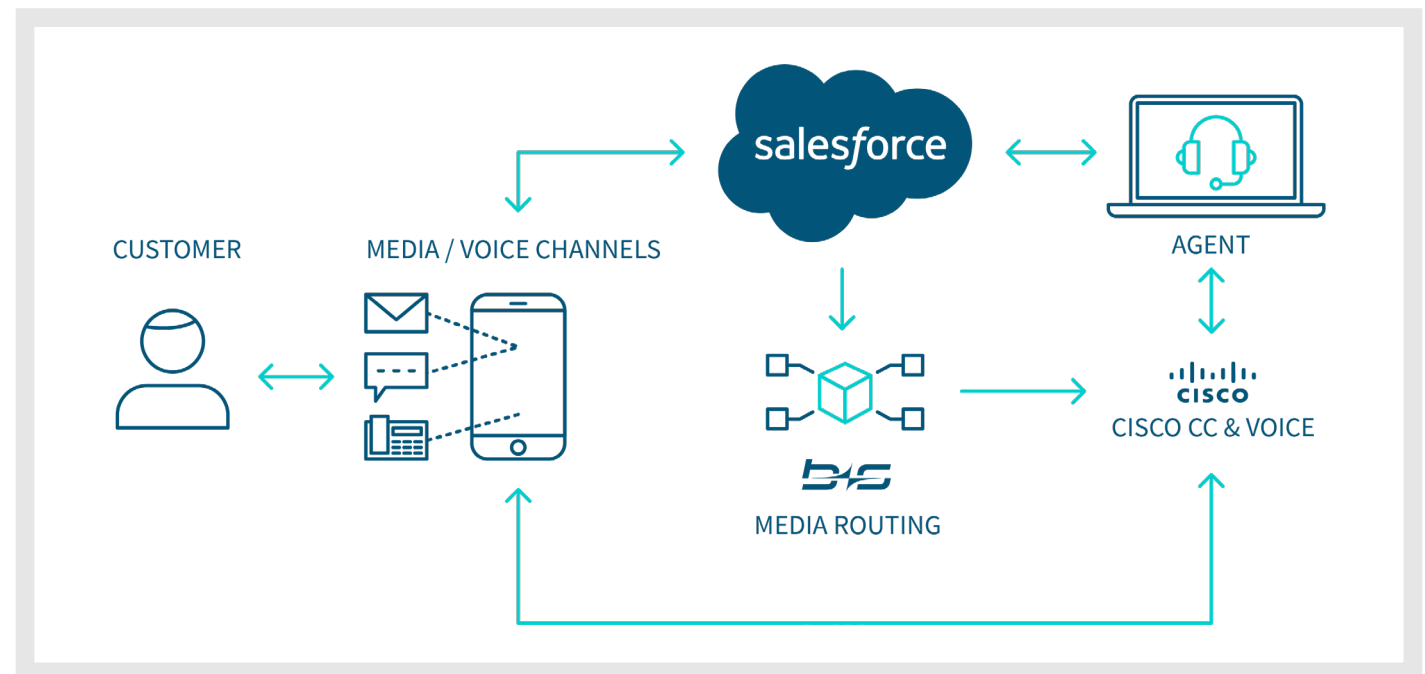 salesforce
CUSTOMER
MEDIA / VOICE CHANNELS
AGENT
CISCO
CISCO CC & VOICE
B+S
MEDIA ROUTING